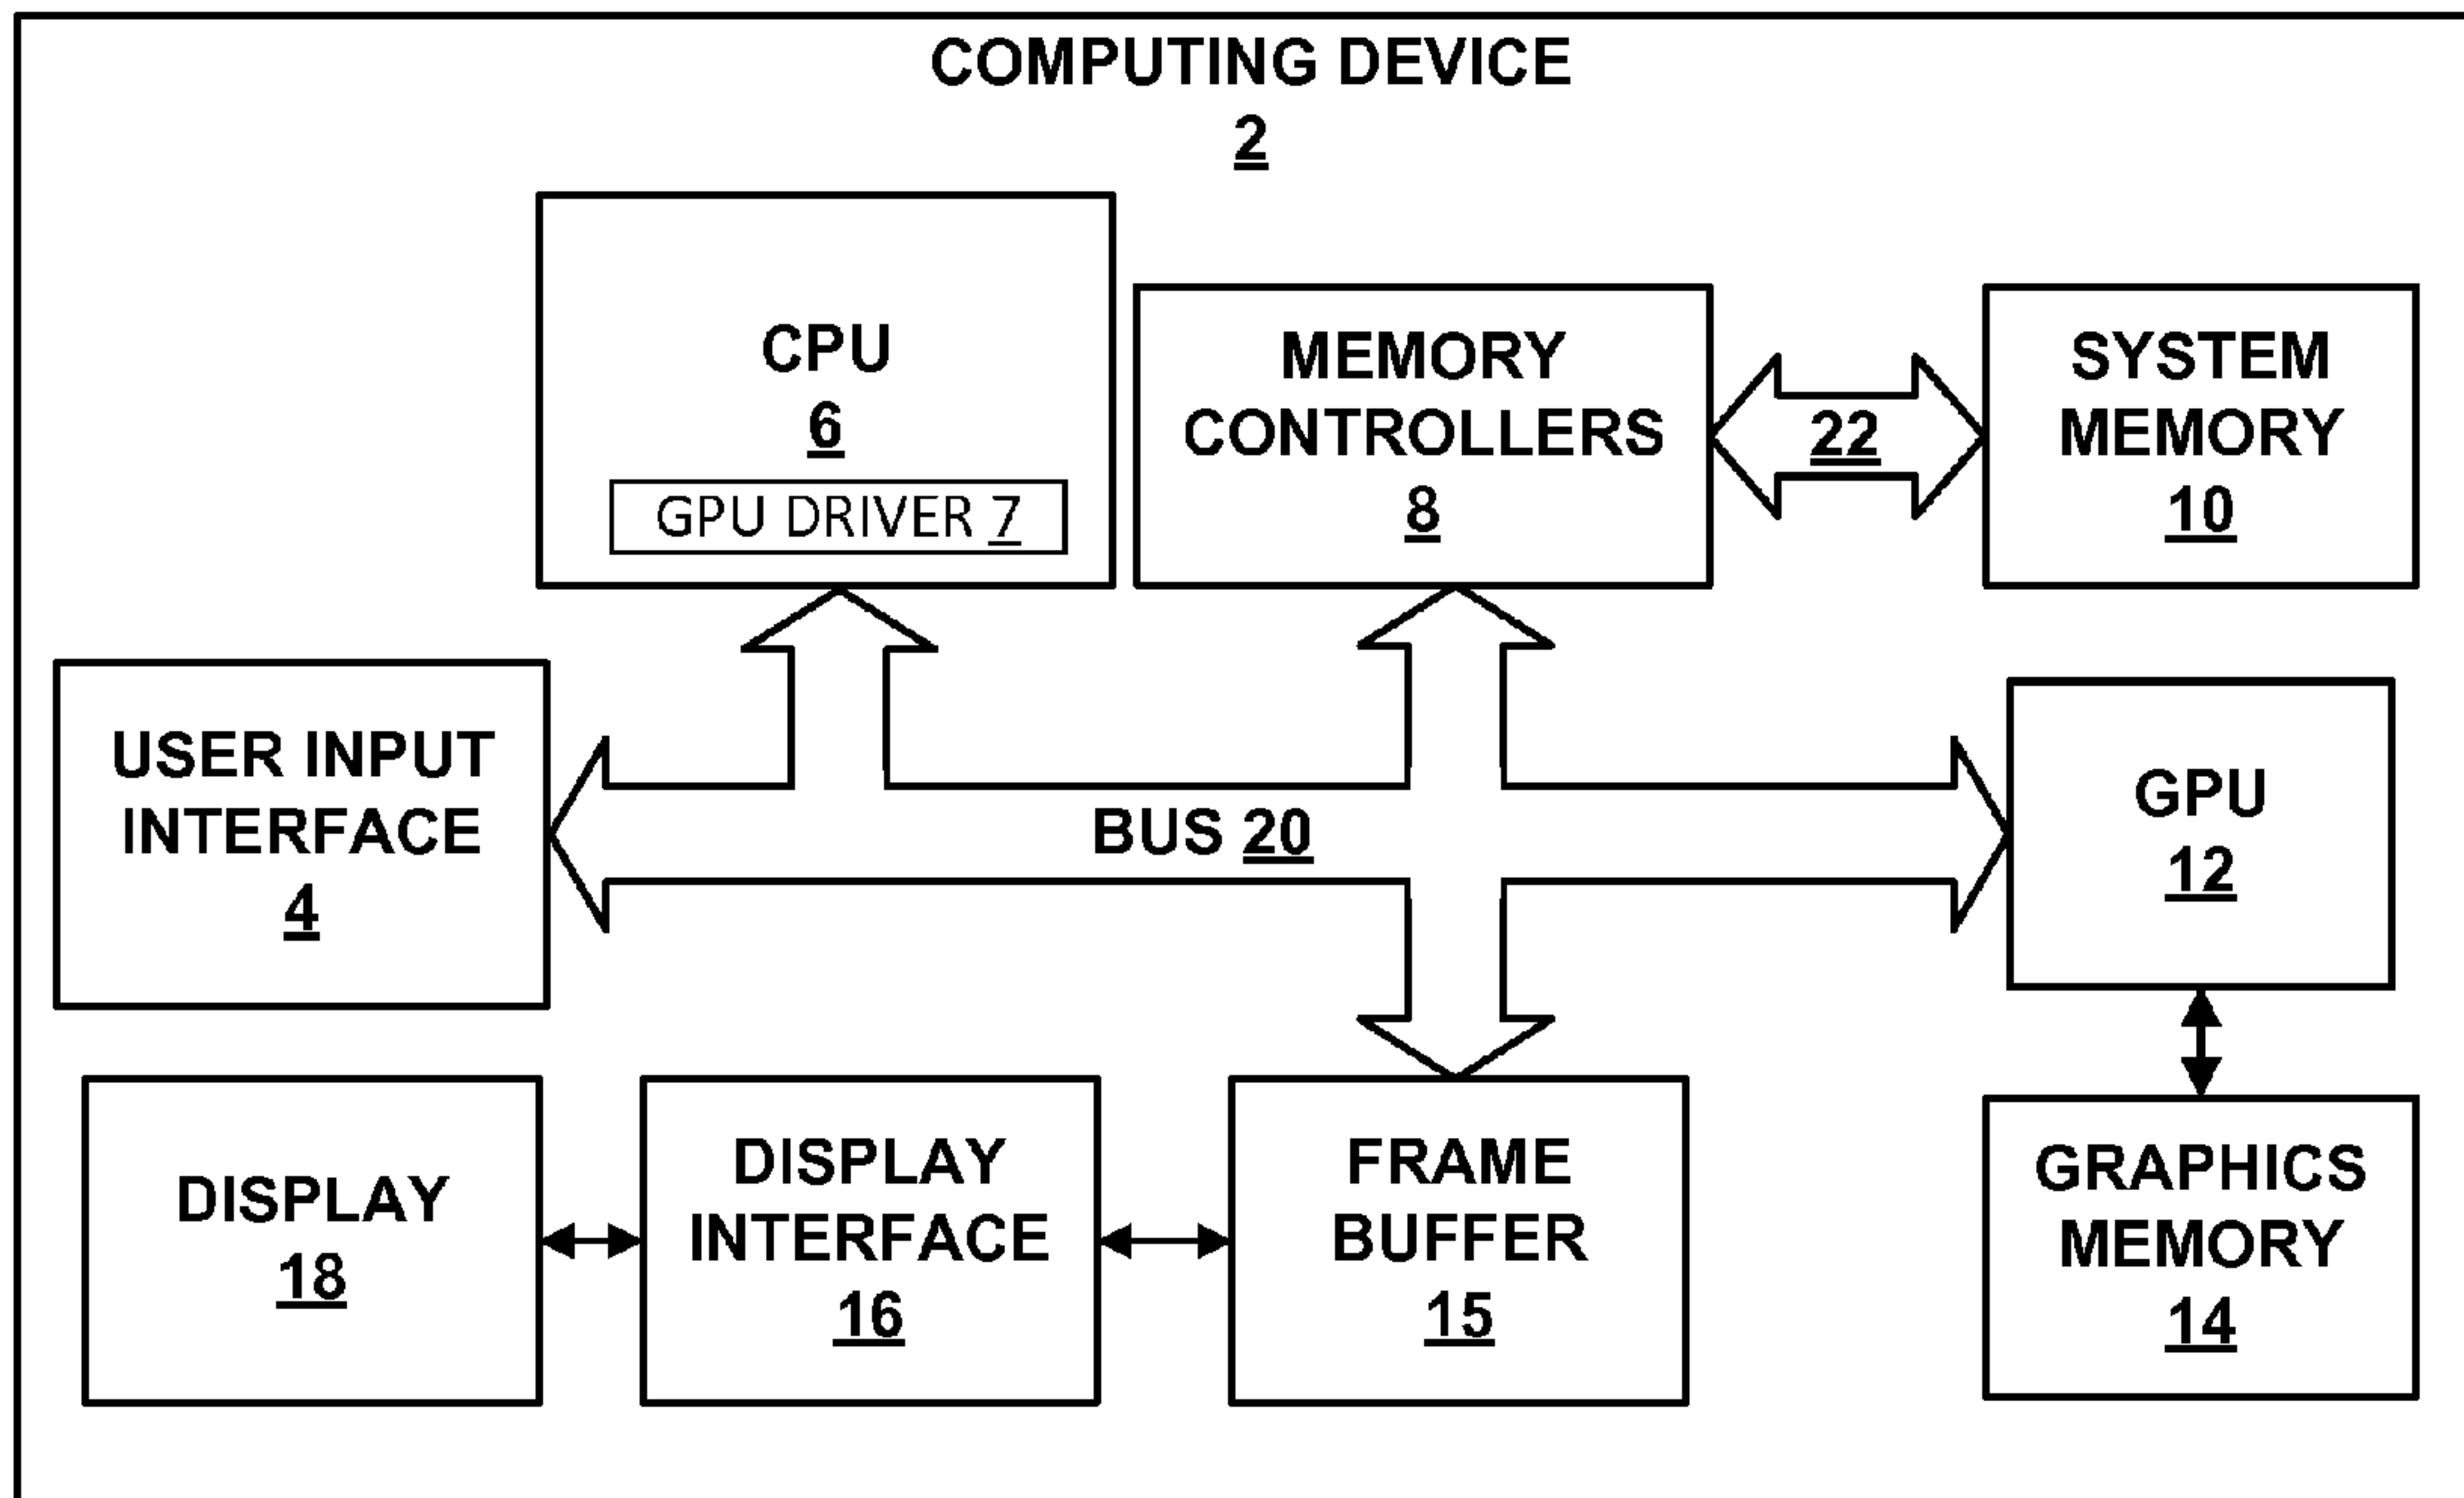 COMPUTING DEVICE
2
CPU
6
GPU DRIVER 7
MEMORY
CONTROLLERS
8
22
SYSTEM
MEMORY
10
USER INPUT
INTERFACE
4
BUS 20
GPU
12
DISPLAY
18
DISPLAY
INTERFACE
16
FRAME
BUFFER
15
GRAPHICS
MEMORY
14